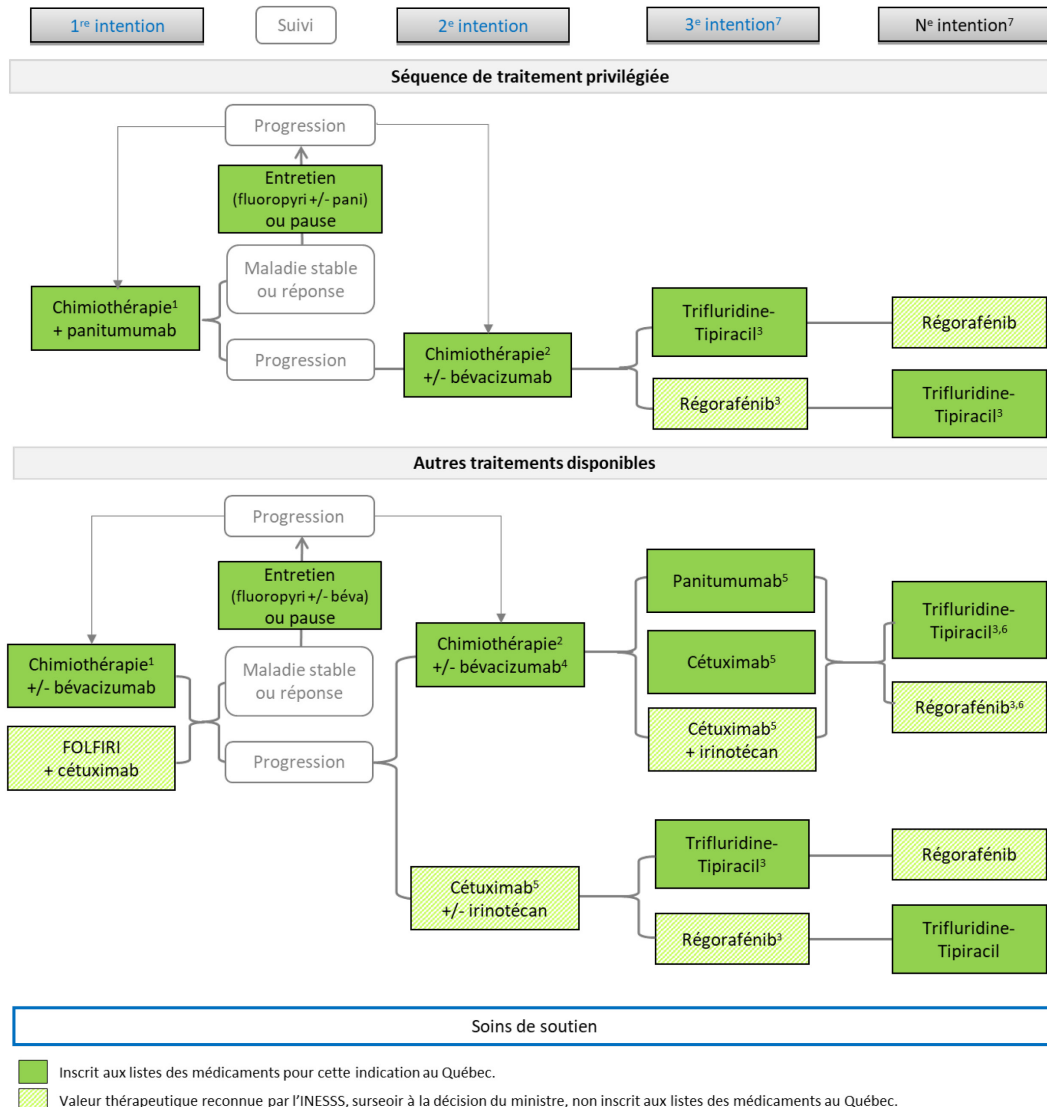 1re intention
Suivi
2e intention
3e intention7
Ne intention7
Séquence de traitement privilégiée
Progression
Entretien
(fluoropyri +/- pani)
ou pause
Maladie stable
ou réponse
Chimiothérapie1
+ panitumumab
Progression
Chimiothérapie2
+/- bévacizumab
Trifluridine-
Tipiracil3
Régorafénib
Régorafénib3
Trifluridine-
Tipiracil3
Autres traitements disponibles
Progression
Entretien
(fluoropyri +/- béva)
ou pause
Chimiothérapie1
+/- bévacizumab
Maladie stable
ou réponse
FOLFIRI
+ cétuximab
Progression
Chimiothérapie2
+/- bévacizumab4
Panitumumab5
Cétuximab5
Cétuximab5
+ irinotécan
Trifluridine-
Tipiracil3,6
Régorafénib3,6
Cétuximab5
+/- irinotécan
Trifluridine-
Tipiracil3
Régorafénib
Régorafénib3
Trifluridine-
Tipiracil
Soins de soutien
Inscrit aux listes des médicaments pour cette indication au Québec.
Valeur thérapeutique reconnue par l'INESSS, surseoir à la décision du ministre, non inscrit aux listes des médicaments au Québec.